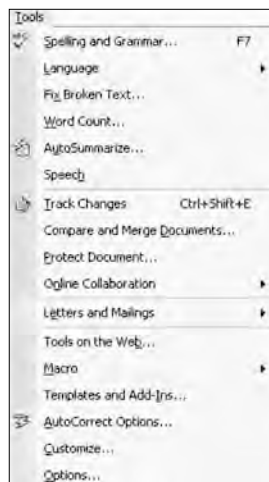 Tools
Spelling and Grammar... F7
Language
Fix Broken Text...
Word Count...
AutoSummarize...
Speech
Track Changes Ctrl+Shift+E
Compare and Merge Documents...
Protect Document...
Online Collaboration
Letters and Mailings
Tools on the Web...
Macro
Templates and Add-Ins...
AutoCorrect Options...
Customize...
Options...